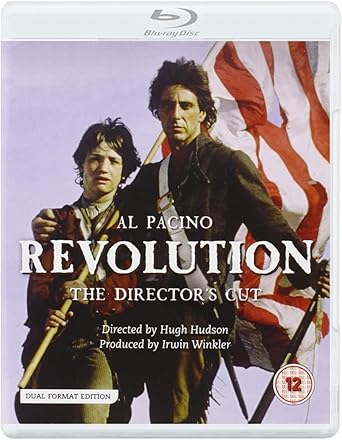 Blu-ray Disc
AL PACINO
REVOLUTION
THE DIRECTOR'S CUT
Directed by Hugh Hudson
Produced by Irwin Winkler
DUAL FORMAT EDITION
12